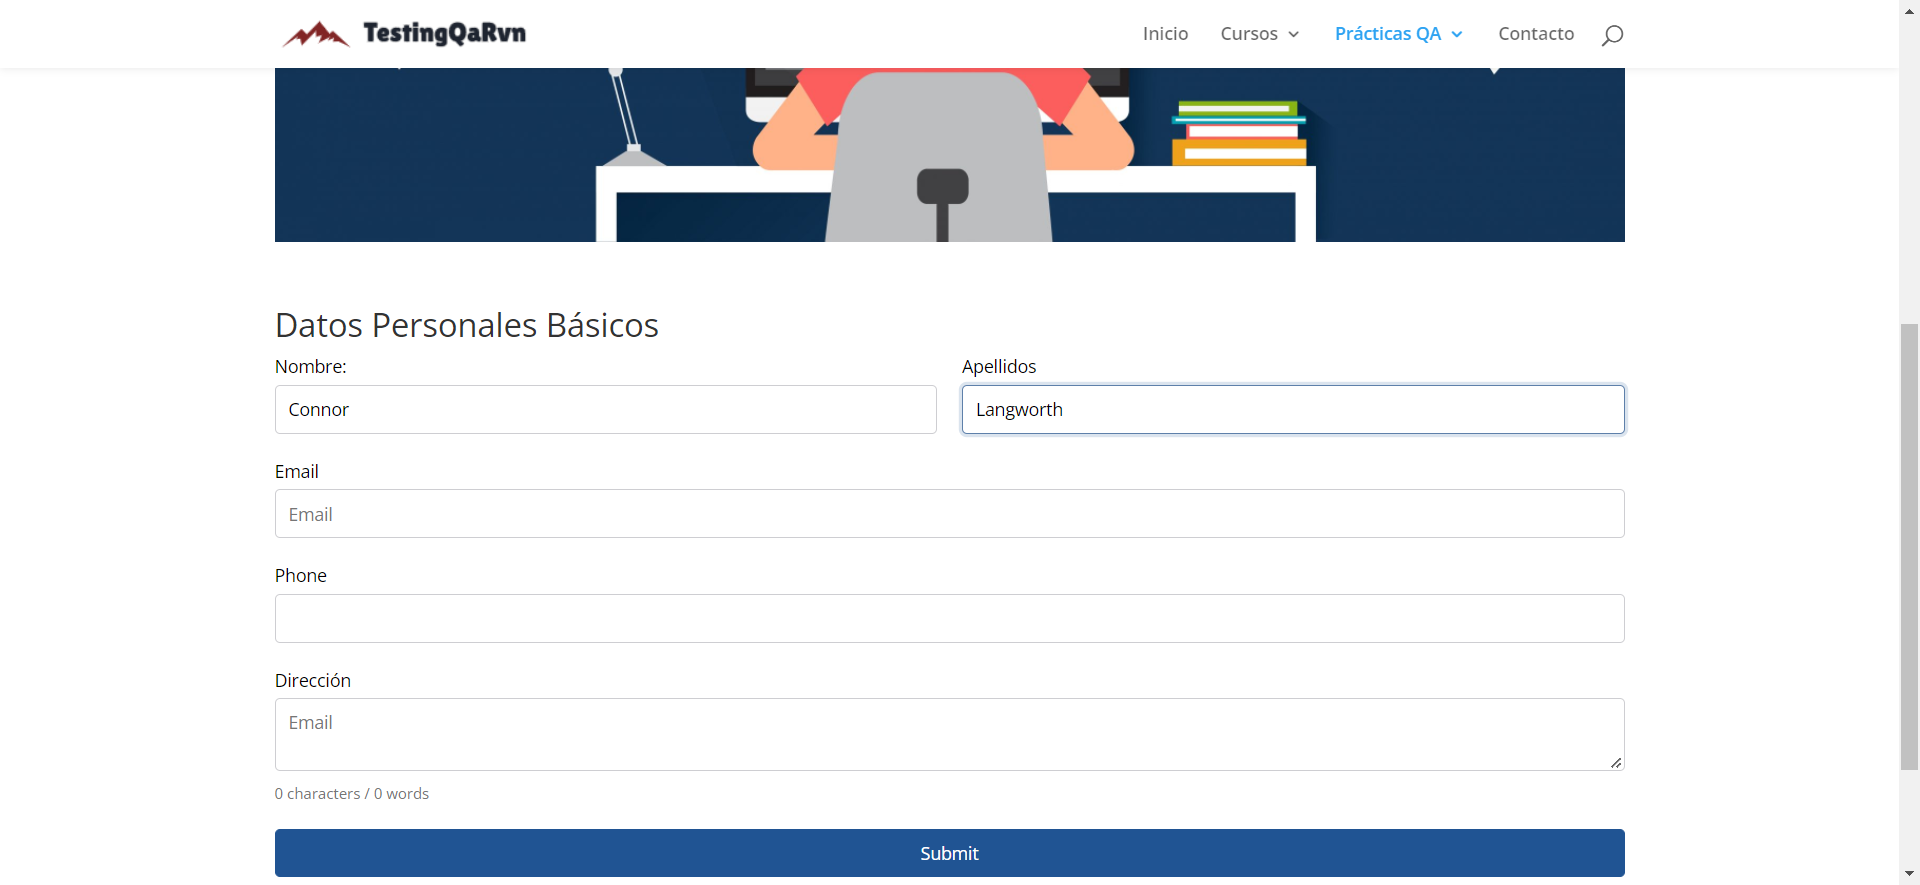 TestingQaRvn
Inicio Cursos Prácticas QA Contacto
Datos Personales Básicos
Nombre: Apellidos
Connor Langworth
Email
Email
Phone
Dirección
Email
0 characters / 0 words
Submit